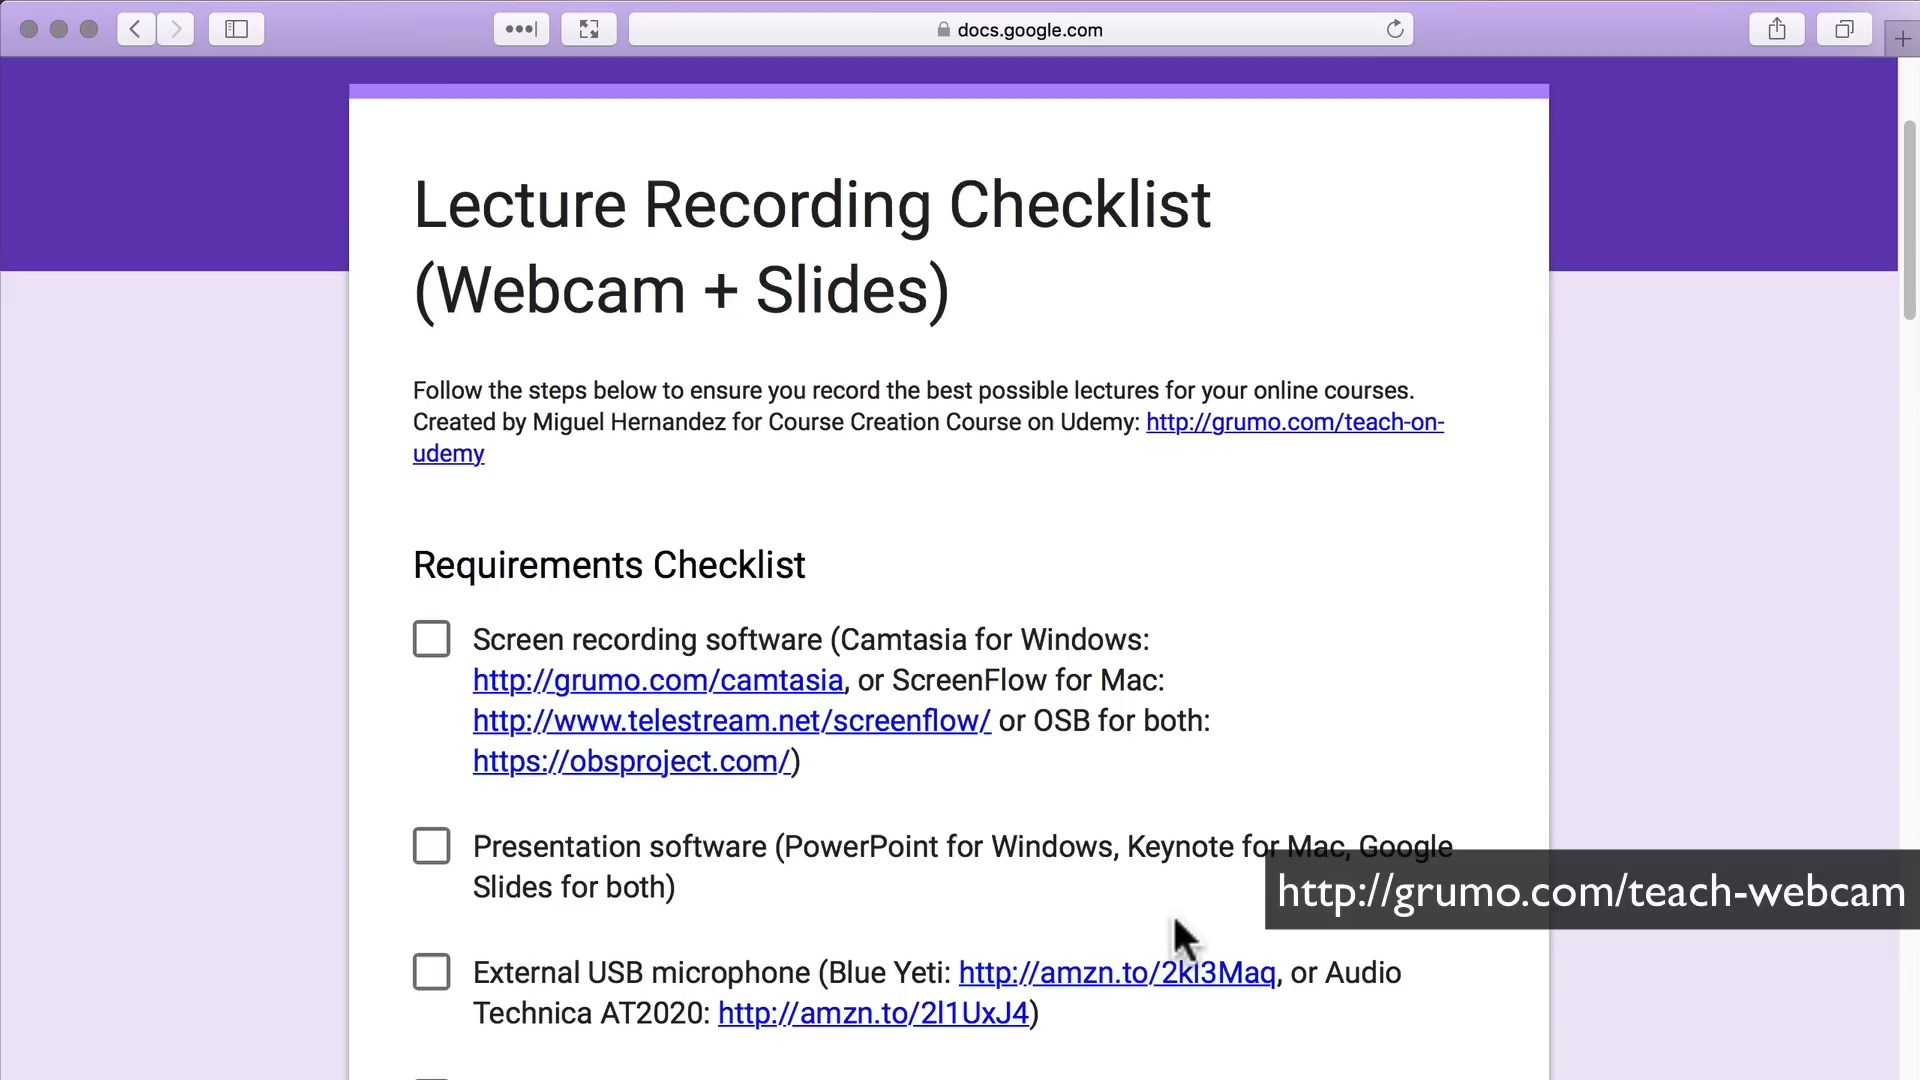 docs.google.com
Lecture Recording Checklist
(Webcam + Slides)
Follow the steps below to ensure you record the best possible lectures for your online courses.
Created by Miguel Hernandez for Course Creation Course on Udemy: http://grumo.com/teach-on-
udemy
Requirements Checklist
Screen recording software (Camtasia for Windows:
http://grumo.com/camtasia, or ScreenFlow for Mac:
http://www.telestream.net/screenflow/ or OSB for both:
https://obsproject.com/)
Presentation software (PowerPoint for Windows, Keynote for Mac, Google
Slides for both)
http://grumo.com/teach-webcam
External USB microphone (Blue Yeti: http://amzn.to/2kl3Maq, or Audio
Technica AT2020: http://amzn.to/2l1UxJ4)